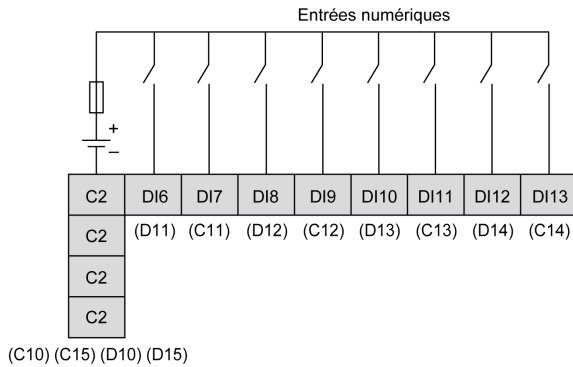 Entrées numériques
+
–
C2 DI6 DI7 DI8 DI9 DI10 DI11 DI12 DI13
C2 (D11) (C11) (D12) (C12) (D13) (C13) (D14) (C14)
C2
C2
(C10) (C15) (D10) (D15)